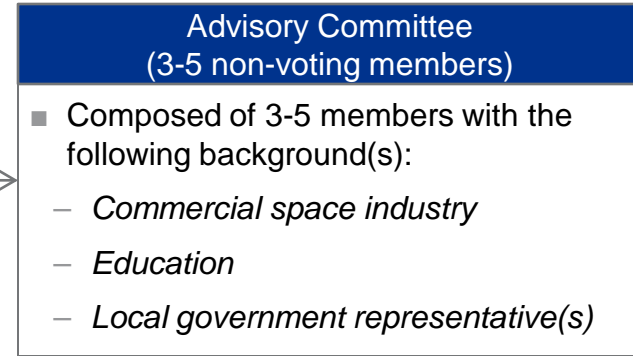 Advisory Committee
(3-5 non-voting members)
■ Composed of 3-5 members with the
following background(s):
– Commercial space industry
– Education
– Local government representative(s)